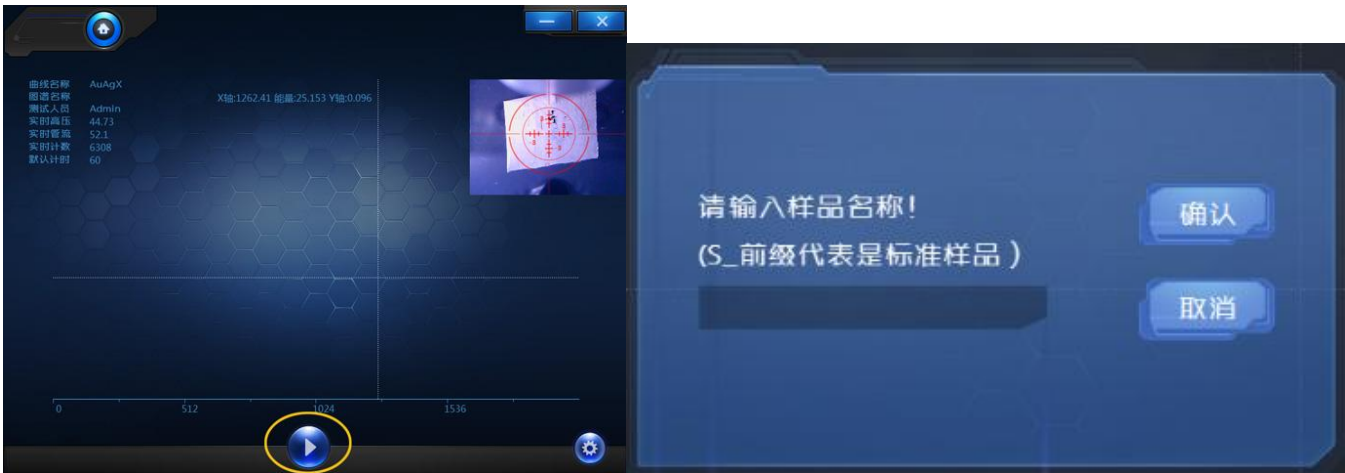 曲线名称 AuAgX
图谱名称
测试人员 Admin
实时高压 44.73
实时管流 52.1
实时计数 6308
默认计时 60
X轴:1262.41 能量:25.153 Y轴:0.096
0 512 1024 1536
请输入样品名称!
(S_前缀代表是标准样品)
确认
取消